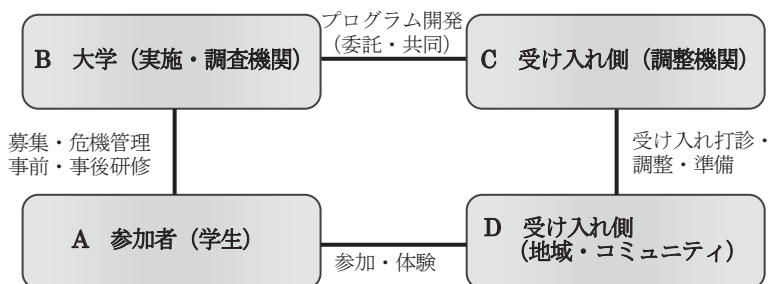 プログラム開発
（委託・共同）
B 大学（実施・調査機関）
C 受け入れ側（調整機関）
募集・危機管理
事前・事後研修
受け入れ打診・
調整・準備
A 参加者（学生）
D 受け入れ側
（地域・コミュニティ）
参加・体験